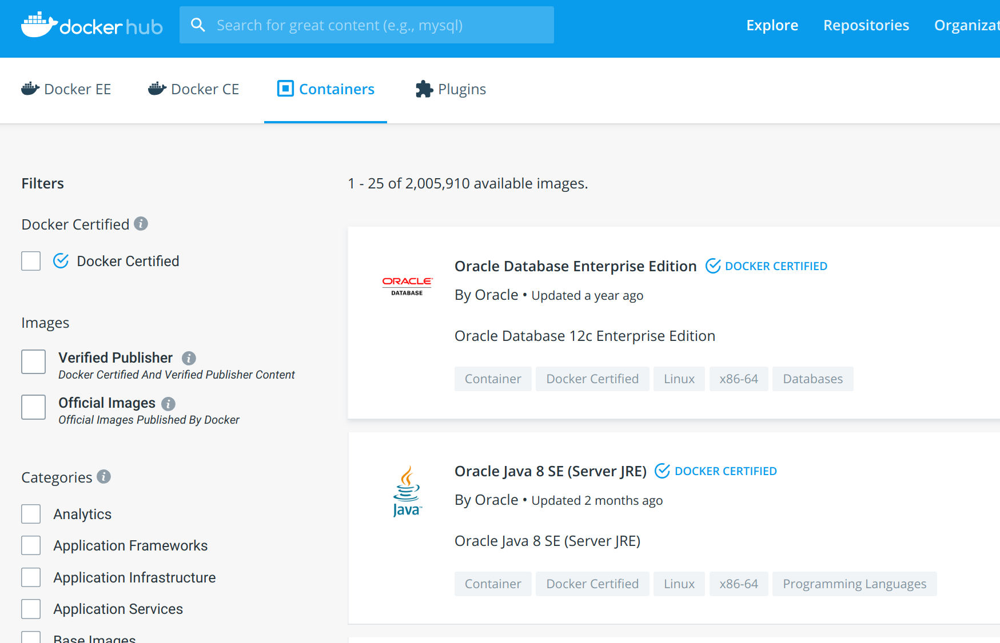 docker hub
Search for great content (e.g., mysql)
Explore
Repositories
Organizat
Docker EE
Docker CE
Containers
Plugins
Filters
1 - 25 of 2,005,910 available images.
Docker Certified
Docker Certified
Images
Verified Publisher
Docker Certified And Verified Publisher Content
Official Images
Official Images Published By Docker
Categories
Analytics
Application Frameworks
Application Infrastructure
Application Services
Base Images
ORACLE
DATABASE
Oracle Database Enterprise Edition DOCKER CERTIFIED
By Oracle • Updated a year ago
Oracle Database 12c Enterprise Edition
Container Docker Certified Linux x86-64 Databases
Java™
Oracle Java 8 SE (Server JRE) DOCKER CERTIFIED
By Oracle • Updated 2 months ago
Oracle Java 8 SE (Server JRE)
Container Docker Certified Linux x86-64 Programming Languages